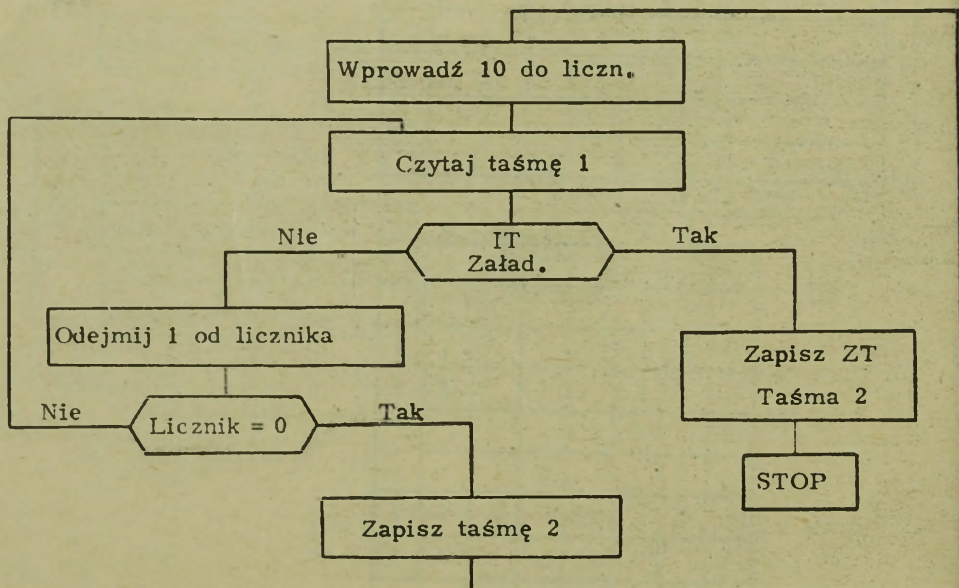 Wprowadź 10 do liczn.
Czytaj taśmę 1
Nie
IT
Tak
Załad.
Odejmij 1 od licznika
Zapisz ZT
Taśma 2
Nie
Licznik = 0
Tak
STOP
Zapisz taśmę 2